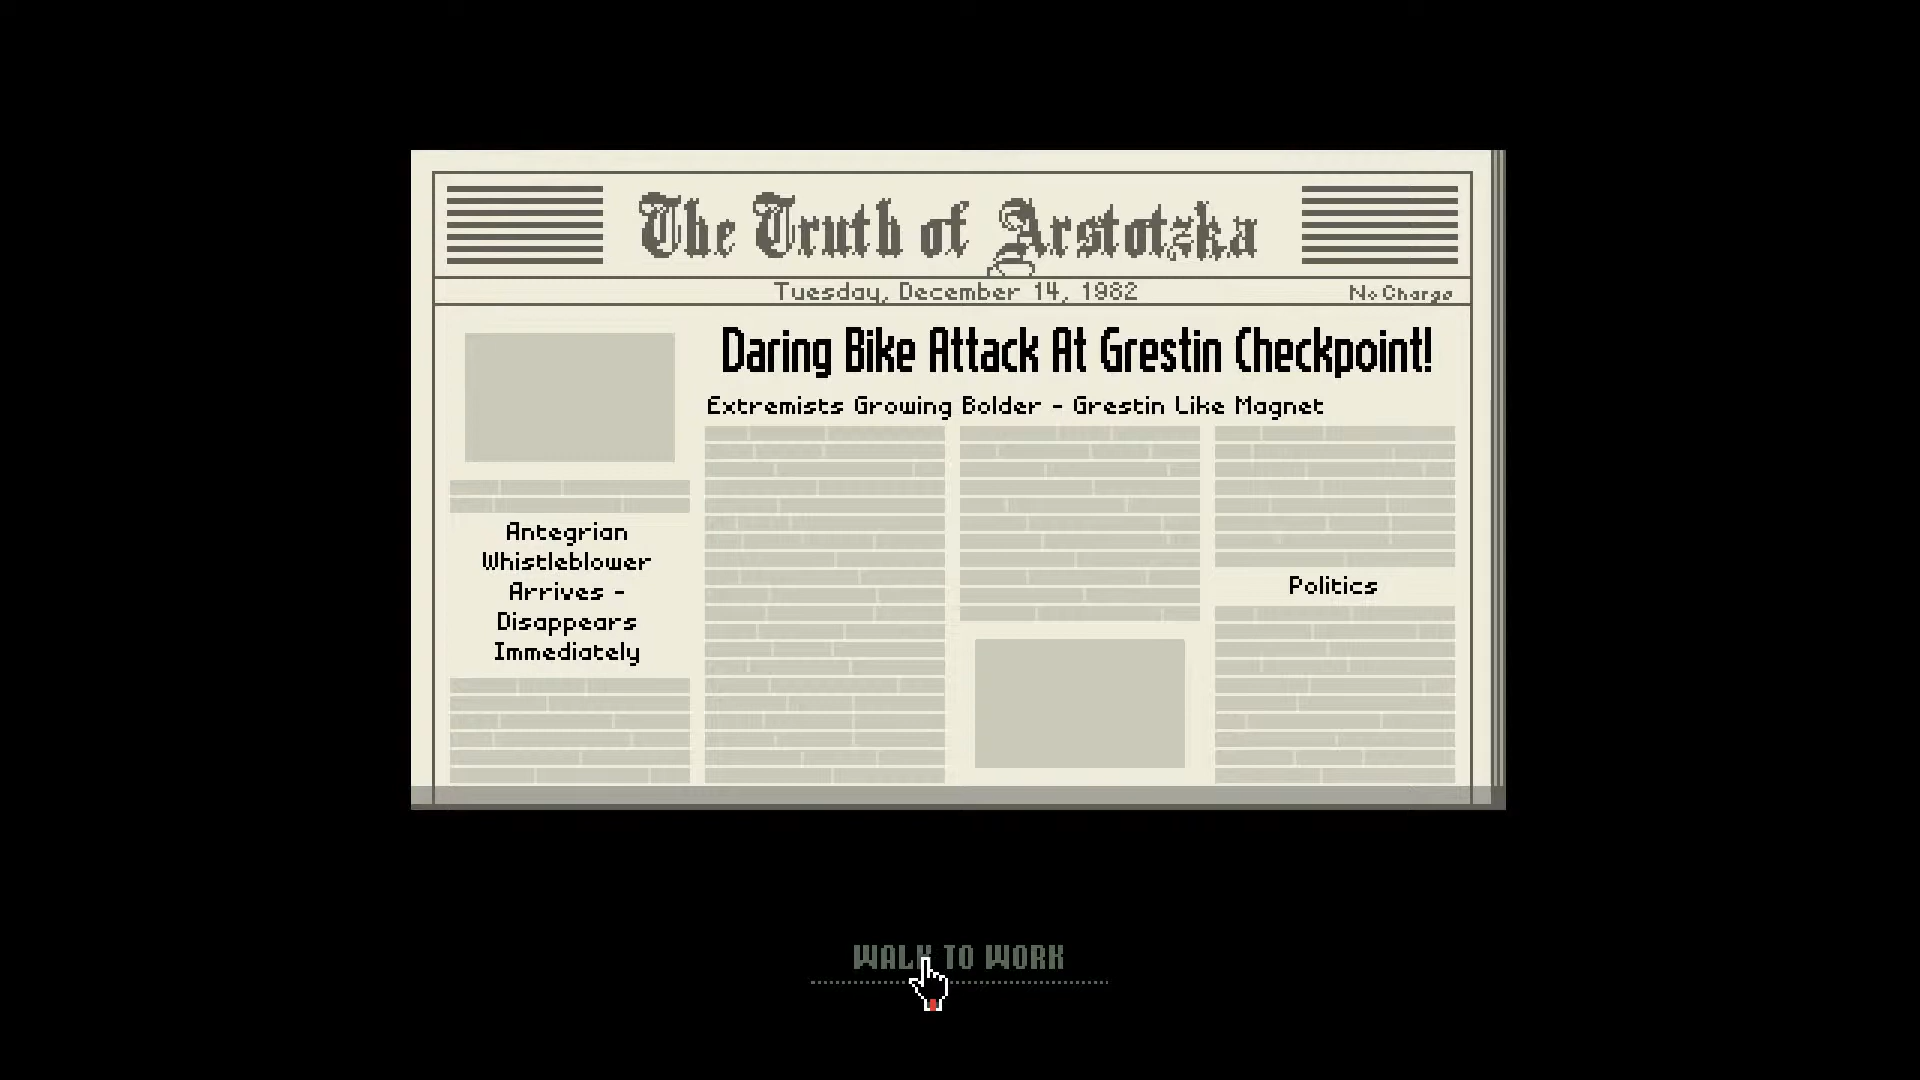 The Truth of Arstotzka
Tuesday, December 14, 1982
No Charge
Daring Bike Attack At Grestin Checkpoint!
Extremists Growing Bolder - Grestin Like Magnet
Antegrian
Whistleblower
Arrives -
Disappears
Immediately
Politics
WALK TO WORK